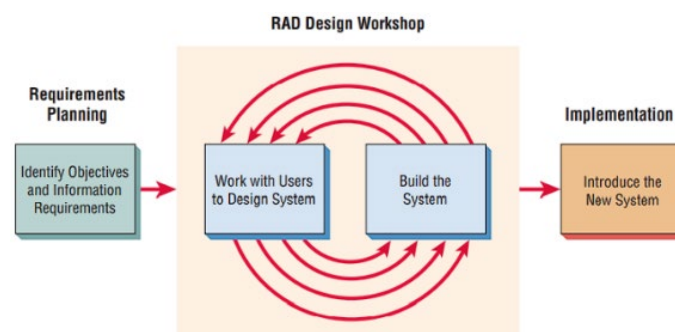 RAD Design Workshop
Requirements
Planning
Identify Objectives
and Information
Requirements
Work with Users
to Design System
Build the
System
Implementation
Introduce the
New System